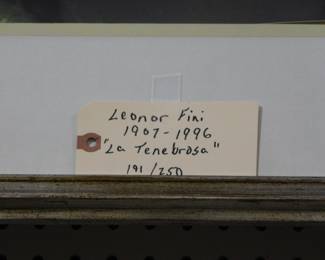 Leonor Fini
1907-1996
"La Tenebrosa"
191/250